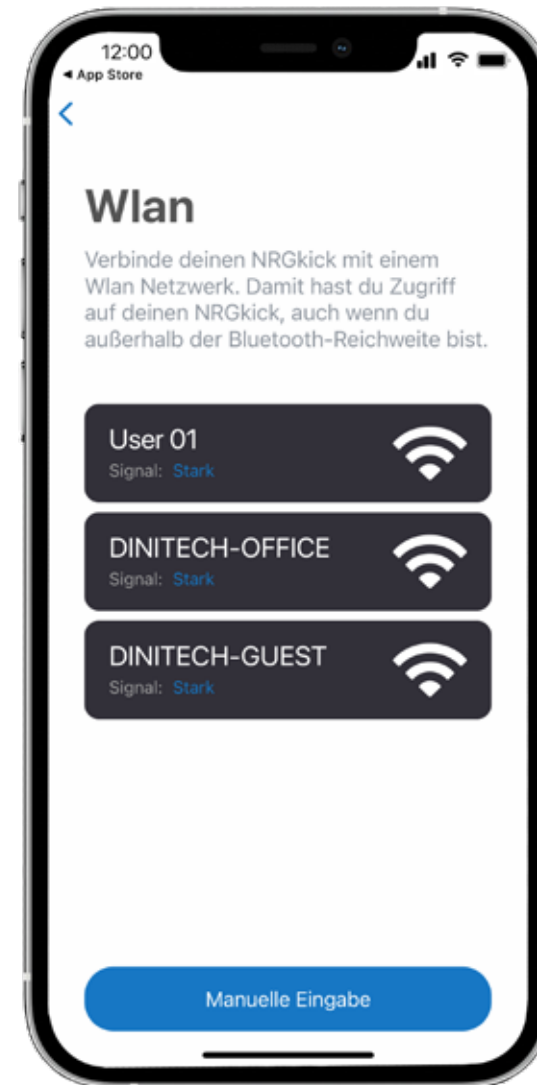 12:00
◀ App Store
Wlan
Verbinde deinen NRGkick mit einem
Wlan Netzwerk. Damit hast du Zugriff
auf deinen NRGkick, auch wenn du
außerhalb der Bluetooth-Reichweite bist.
User 01
Signal: Stark
DINITECH-OFFICE
Signal: Stark
DINITECH-GUEST
Signal: Stark
Manuelle Eingabe